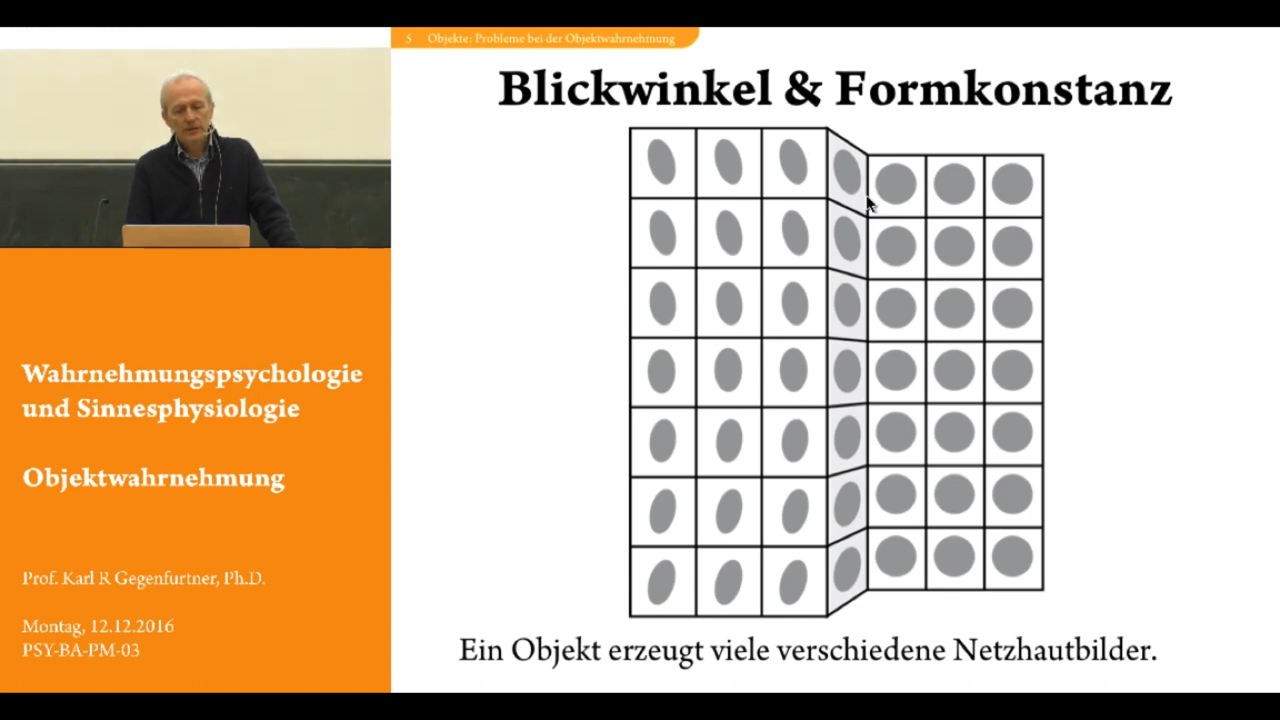 5 Objekte: Probleme bei der Objektwahrnehmung
Blickwinkel & Formkonstanz
Wahrnehmungspsychologie
und Sinnesphysiologie
Objektwahrnehmung
Prof. Karl R Gegenfurtner, Ph.D.
Montag, 12.12.2016
PSY-BA-PM-03
Ein Objekt erzeugt viele verschiedene Netzhautbilder.